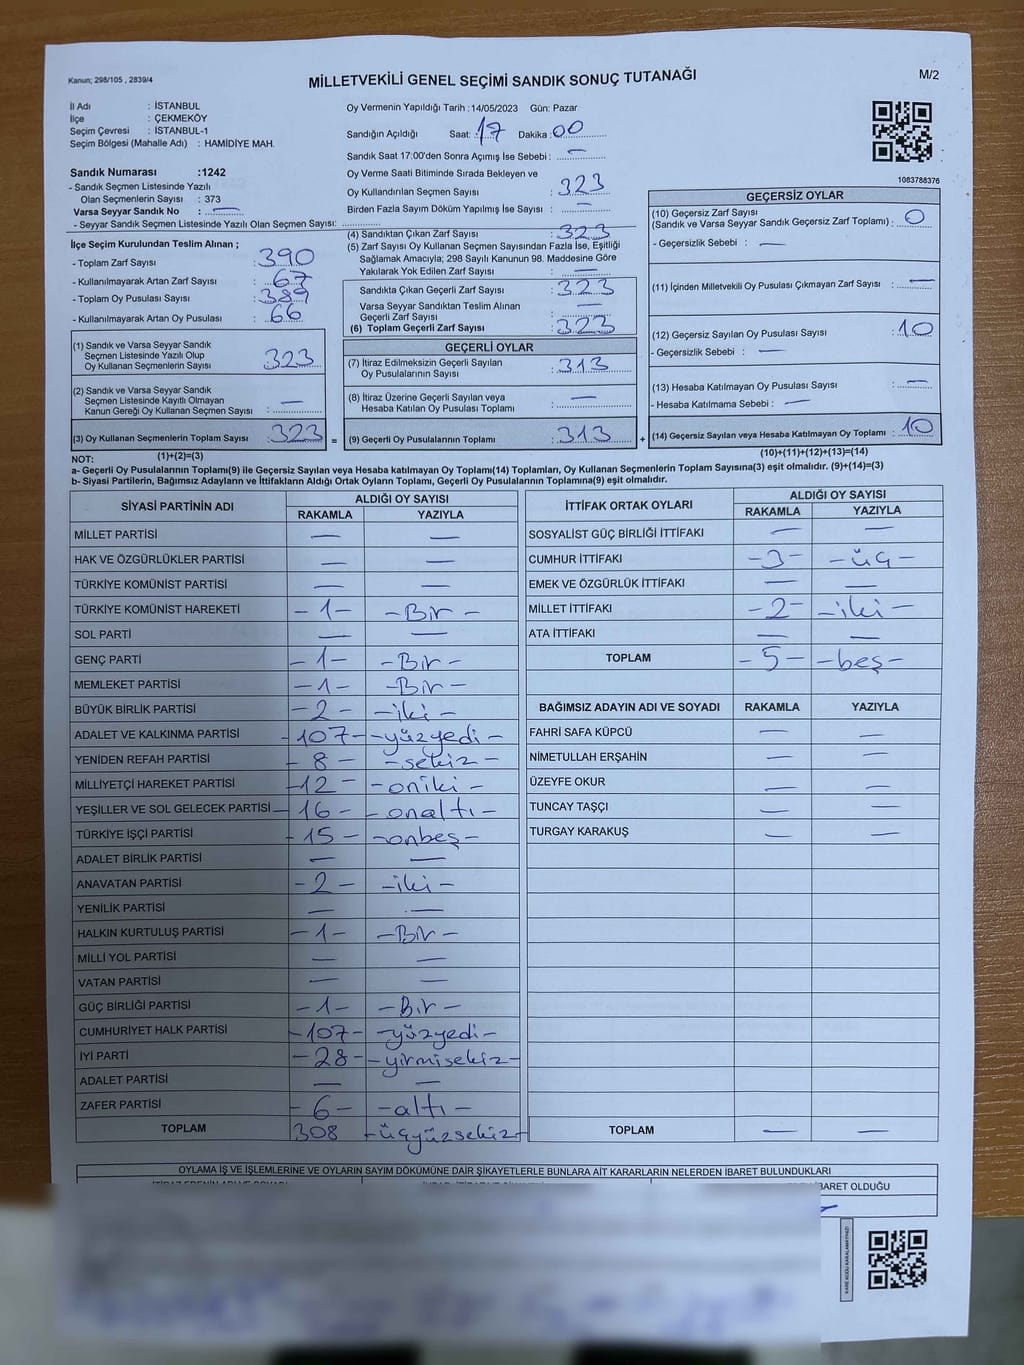 Kanun; 298/105 , 2839/4
MİLLETVEKİLİ GENEL SEÇİMİ SANDIK SONUÇ TUTANAĞI
M/2
İl Adı : İSTANBUL
İlçe : ÇEKMEKÖY
Seçim Çevresi : İSTANBUL-1
Seçim Bölgesi (Mahalle Adı) : HAMİDİYE MAH.
Sandık Numarası :1242
- Sandık Seçmen Listesinde Yazılı
Olan Seçmenlerin Sayısı : 373
Varsa Seyyar Sandık No : —
- Seyyar Sandık Seçmen Listesinde Yazılı Olan Seçmen Sayısı:
İlçe Seçim Kurulundan Teslim Alınan ;
- Toplam Zarf Sayısı : 390
- Kullanılmayarak Artan Zarf Sayısı : 67
- Toplam Oy Pusulası Sayısı : 389
- Kullanılmayarak Artan Oy Pusulası : 66
(1) Sandık ve Varsa Seyyar Sandık
Seçmen Listesinde Yazılı Olup
Oy Kullanan Seçmenlerin Sayısı : 323
(2) Sandık ve Varsa Seyyar Sandık
Seçmen Listesinde Kayıtlı Olmayan
Kanun Gereği Oy Kullanan Seçmen Sayısı : —
(3) Oy Kullanan Seçmenlerin Toplam Sayısı : 323
(1)+(2)=(3)
Oy Vermenin Yapıldığı Tarih :14/05/2023 Gün: Pazar
Sandığın Açıldığı Saat: 17 Dakika : 00
Sandık Saat 17:00'den Sonra Açımış İse Sebebi : —
Oy Verme Saati Bitiminde Sırada Bekleyen ve
Oy Kullandırılan Seçmen Sayısı : 323
Birden Fazla Sayım Döküm Yapılmış İse Sayısı : —
(4) Sandıktan Çıkan Zarf Sayısı : 323
(5) Zarf Sayısı Oy Kullanan Seçmen Sayısından Fazla İse, Eşitliği
Sağlamak Amacıyla; 298 Sayılı Kanunun 98. Maddesine Göre
Yakılarak Yok Edilen Zarf Sayısı : —
Sandıkta Çıkan Geçerli Zarf Sayısı : 323
Varsa Seyyar Sandıktan Teslim Alınan
Geçerli Zarf Sayısı : —
(6) Toplam Geçerli Zarf Sayısı : 323
GEÇERLİ OYLAR
(7) İtiraz Edilmeksizin Geçerli Sayılan
Oy Pusulalarının Sayısı : 313
(8) İtiraz Üzerine Geçerli Sayılan veya
Hesaba Katılan Oy Pusulası Toplamı : —
= (9) Geçerli Oy Pusulalarının Toplamı : 313
1083788376
GEÇERSİZ OYLAR
(10) Geçersiz Zarf Sayısı
(Sandık ve Varsa Seyyar Sandık Geçersiz Zarf Toplamı) : 0
- Geçersizlik Sebebi : —
(11) İçinden Milletvekili Oy Pusulası Çıkmayan Zarf Sayısı : —
(12) Geçersiz Sayılan Oy Pusulası Sayısı : 10
- Geçersizlik Sebebi : —
(13) Hesaba Katılmayan Oy Pusulası Sayısı : —
- Hesaba Katılmama Sebebi : —
+ (14) Geçersiz Sayılan veya Hesaba Katılmayan Oy Toplamı : 10
(10)+(11)+(12)+(13)=(14)
NOT:
a- Geçerli Oy Pusulalarının Toplamı(9) ile Geçersiz Sayılan veya Hesaba katılmayan Oy Toplamı(14) Toplamları, Oy Kullanan Seçmenlerin Toplam Sayısına(3) eşit olmalıdır. (9)+(14)=(3)
b- Siyasi Partilerin, Bağımsız Adayların ve İttifakların Aldığı Ortak Oyların Toplamı, Geçerli Oy Pusulalarının Toplamına(9) eşit olmalıdır.
SİYASİ PARTİNİN ADI ALDIĞI OY SAYISI
RAKAMLA YAZIYLA
MİLLET PARTİSİ — —
HAK VE ÖZGÜRLÜKLER PARTİSİ — —
TÜRKİYE KOMÜNİST PARTİSİ — —
TÜRKİYE KOMÜNİST HAREKETİ -1- -Bir-
SOL PARTİ — —
GENÇ PARTİ -1- -Bir-
MEMLEKET PARTİSİ -1- -Bir-
BÜYÜK BİRLİK PARTİSİ -2- -iki-
ADALET VE KALKINMA PARTİSİ -107- -yüzyedi-
YENİDEN REFAH PARTİSİ -8- -sekiz-
MİLLİYETÇİ HAREKET PARTİSİ -12- -oniki-
YEŞİLLER VE SOL GELECEK PARTİSİ -16- -onaltı-
TÜRKİYE İŞÇİ PARTİSİ -15- -onbeş-
ADALET BİRLİK PARTİSİ — —
ANAVATAN PARTİSİ -2- -iki-
YENİLİK PARTİSİ — —
HALKIN KURTULUŞ PARTİSİ -1- -Bir-
MİLLİ YOL PARTİSİ — —
VATAN PARTİSİ — —
GÜÇ BİRLİĞİ PARTİSİ -1- -Bir-
CUMHURİYET HALK PARTİSİ -107- -yüzyedi-
İYİ PARTİ -28- -yirmisekiz-
ADALET PARTİSİ — —
ZAFER PARTİSİ -6- -altı-
TOPLAM 308 -üçyüzsekiz-
İTTİFAK ORTAK OYLARI ALDIĞI OY SAYISI
RAKAMLA YAZIYLA
SOSYALİST GÜÇ BİRLİĞİ İTTİFAKI — —
CUMHUR İTTİFAKI -3- -üç-
EMEK VE ÖZGÜRLÜK İTTİFAKI — —
MİLLET İTTİFAKI -2- -iki-
ATA İTTİFAKI — —
TOPLAM -5- -beş-
BAĞIMSIZ ADAYIN ADI VE SOYADI RAKAMLA YAZIYLA
FAHRİ SAFA KÜPCÜ — —
NİMETULLAH ERŞAHİN — —
ÜZEYFE OKUR — —
TUNCAY TAŞÇI — —
TURGAY KARAKUŞ — —
TOPLAM — —
OYLAMA İŞ VE İŞLEMLERİNE VE OYLARIN SAYIM DÖKÜMÜNE DAİR ŞİKAYETLERLE BUNLARA AİT KARARLARIN NELERDEN İBARET BULUNDUKLARI
İBARET OLDUĞU
KARE KODU KARALAMAYINIZ!